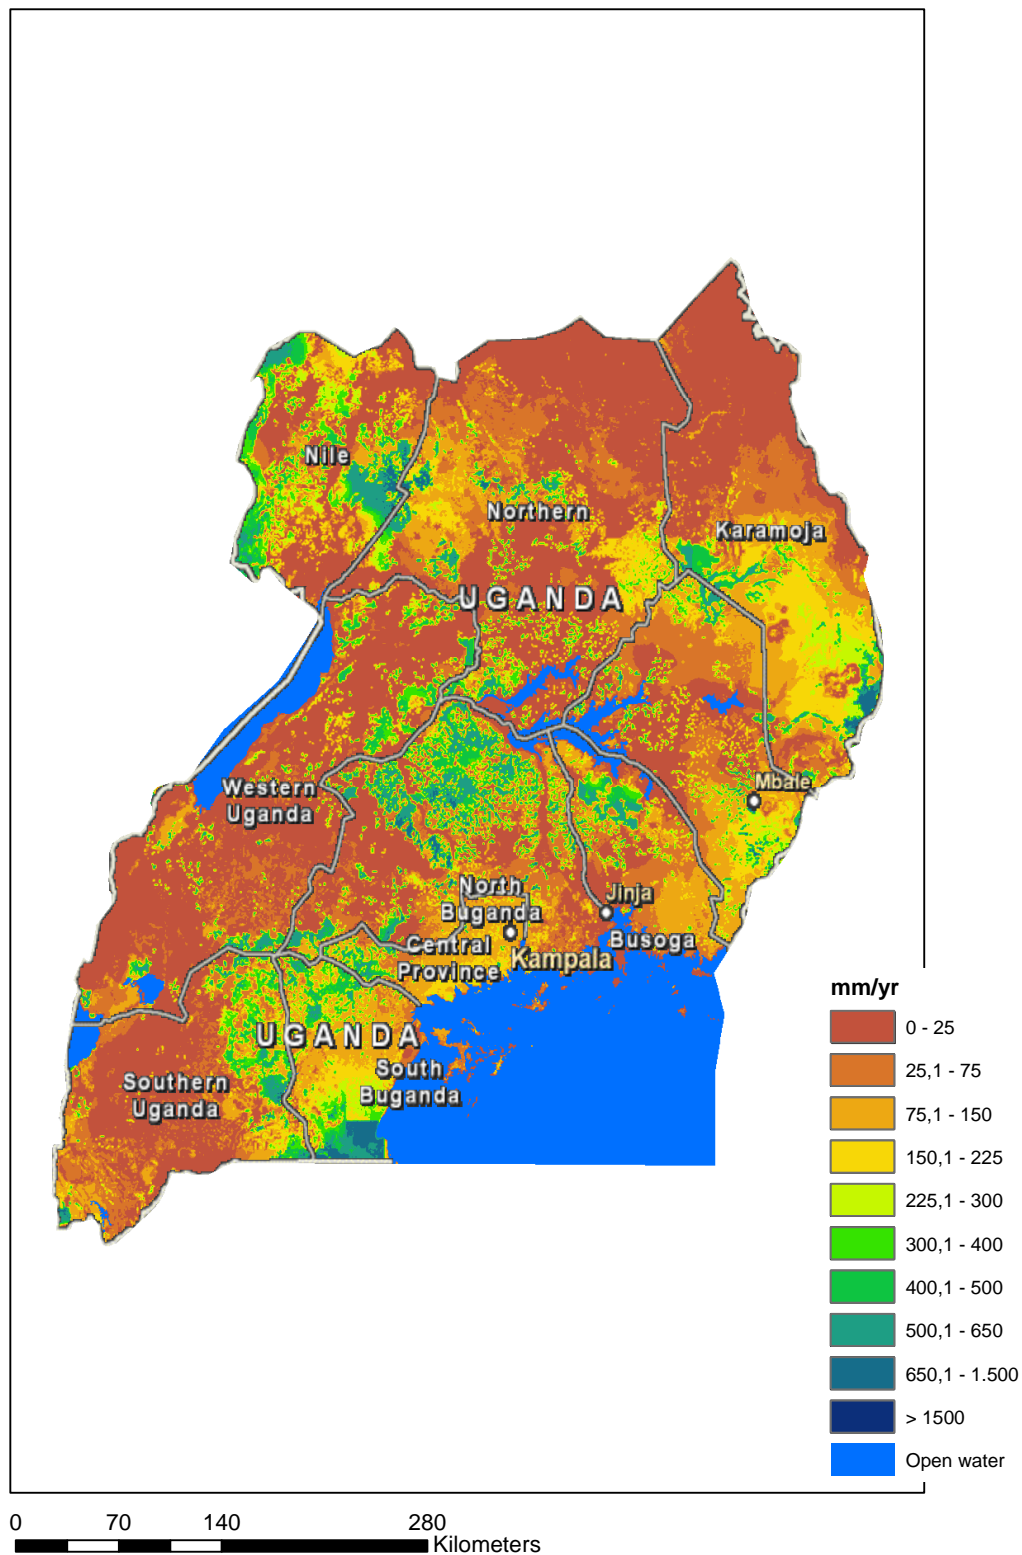 Nile
Northern
Karamoja
UGANDA
Mbale
Western
Uganda
North
Buganda
Jinja
Central
Province
Busoga
Kampala
UGANDA
South
Buganda
Southern
Uganda
mm/yr
0 - 25
25,1 - 75
75,1 - 150
150,1 - 225
225,1 - 300
300,1 - 400
400,1 - 500
500,1 - 650
650,1 - 1.500
> 1500
Open water
0 70 140 280
Kilometers